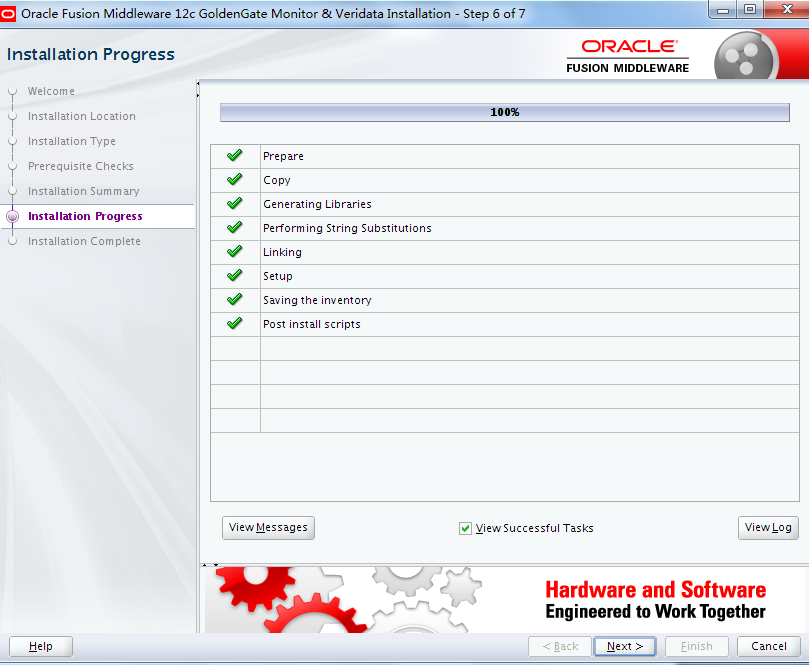 Oracle Fusion Middleware 12c GoldenGate Monitor & Veridata Installation - Step 6 of 7
Installation Progress
ORACLE
FUSION MIDDLEWARE
Welcome
Installation Location
Installation Type
Prerequisite Checks
Installation Summary
Installation Progress
Installation Complete
100%
Prepare
Copy
Generating Libraries
Performing String Substitutions
Linking
Setup
Saving the inventory
Post install scripts
View Messages
View Successful Tasks
View Log
Hardware and Software
Engineered to Work Together
Help
< Back
Next >
Finish
Cancel